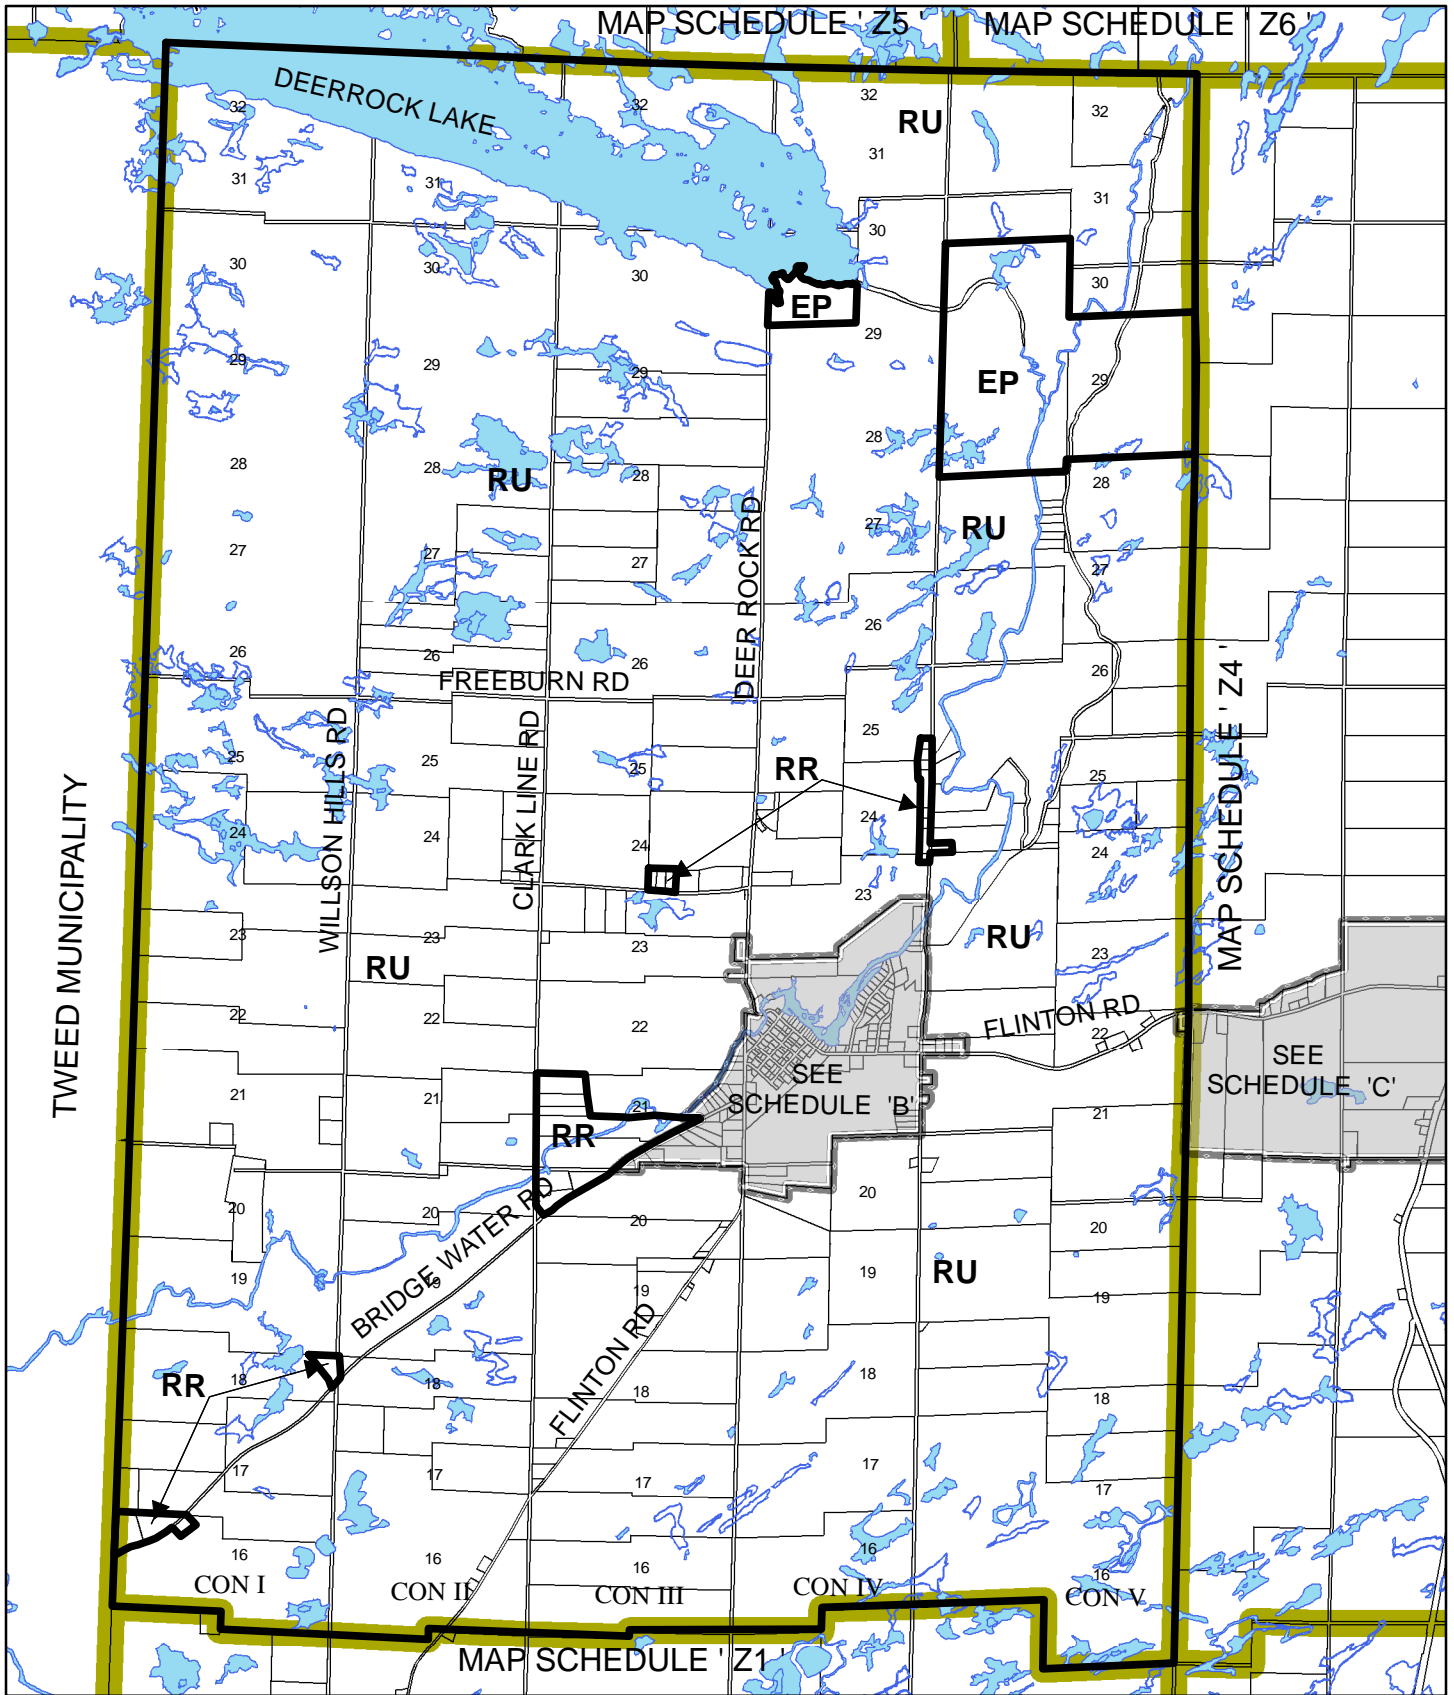 MAP SCHEDULE ' Z5 '
MAP SCHEDULE ' Z6 '
DEERROCK LAKE
32
32
32
32
RU
31
31
31
31
30
30
30
30
30
EP
29
29
29
29
29
EP
28
28
28
28
28
RU
27
27
27
27
27
RU
DEER ROCK RD
26
26
26
26
26
FREEBURN RD
MAP SCHEDULE ' Z4 '
WILLSON HILLS RD
CLARK LINE RD
25
25
25
25
25
RR
TWEED MUNICIPALITY
24
24
24
24
24
23
23
23
23
23
RU
RU
22
22
22
22
FLINTON RD
SEE
SCHEDULE 'B'
SEE
SCHEDULE 'C'
21
21
21
21
RR
20
20
20
20
20
BRIDGE WATER RD
19
19
19
19
19
RU
FLINTON RD
RR
18
18
18
18
18
17
17
17
17
17
16
16
16
16
16
CON I
CON II
CON III
CON IV
CON V
MAP SCHEDULE ' Z1 '